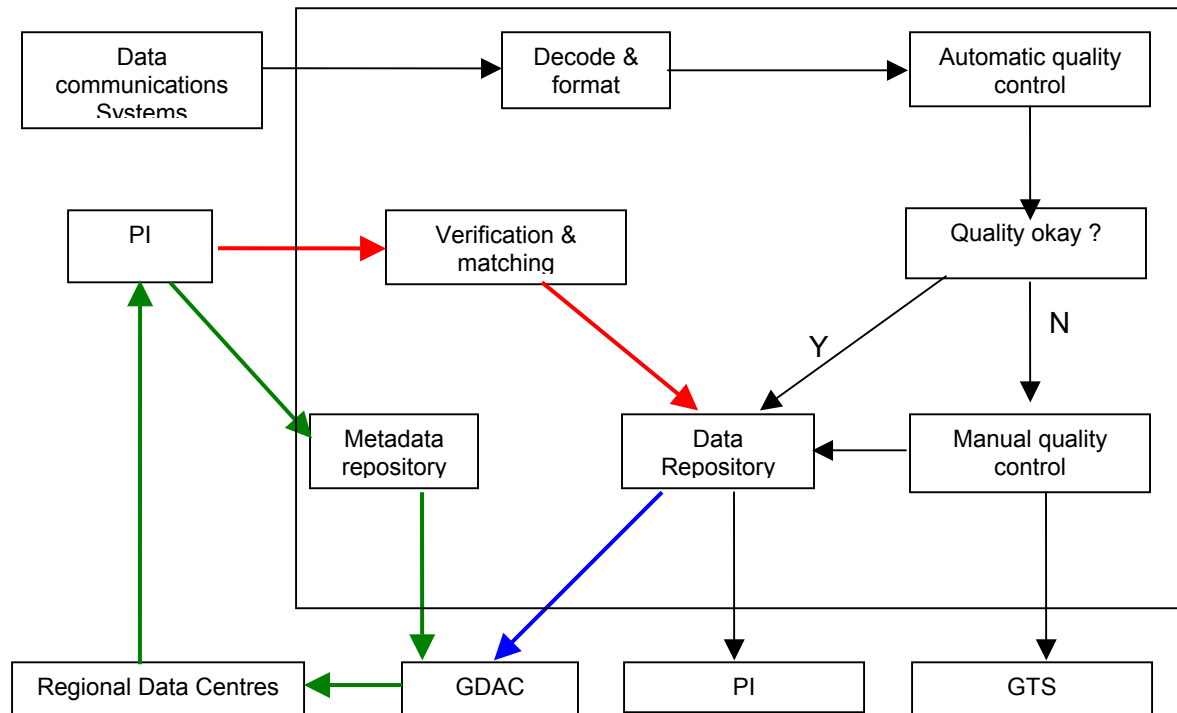 Data
communications
Systems
Decode &
format
Automatic quality
control
PI
Verification &
matching
Quality okay ?
Y
N
Metadata
repository
Data
Repository
Manual quality
control
Regional Data Centres
GDAC
PI
GTS